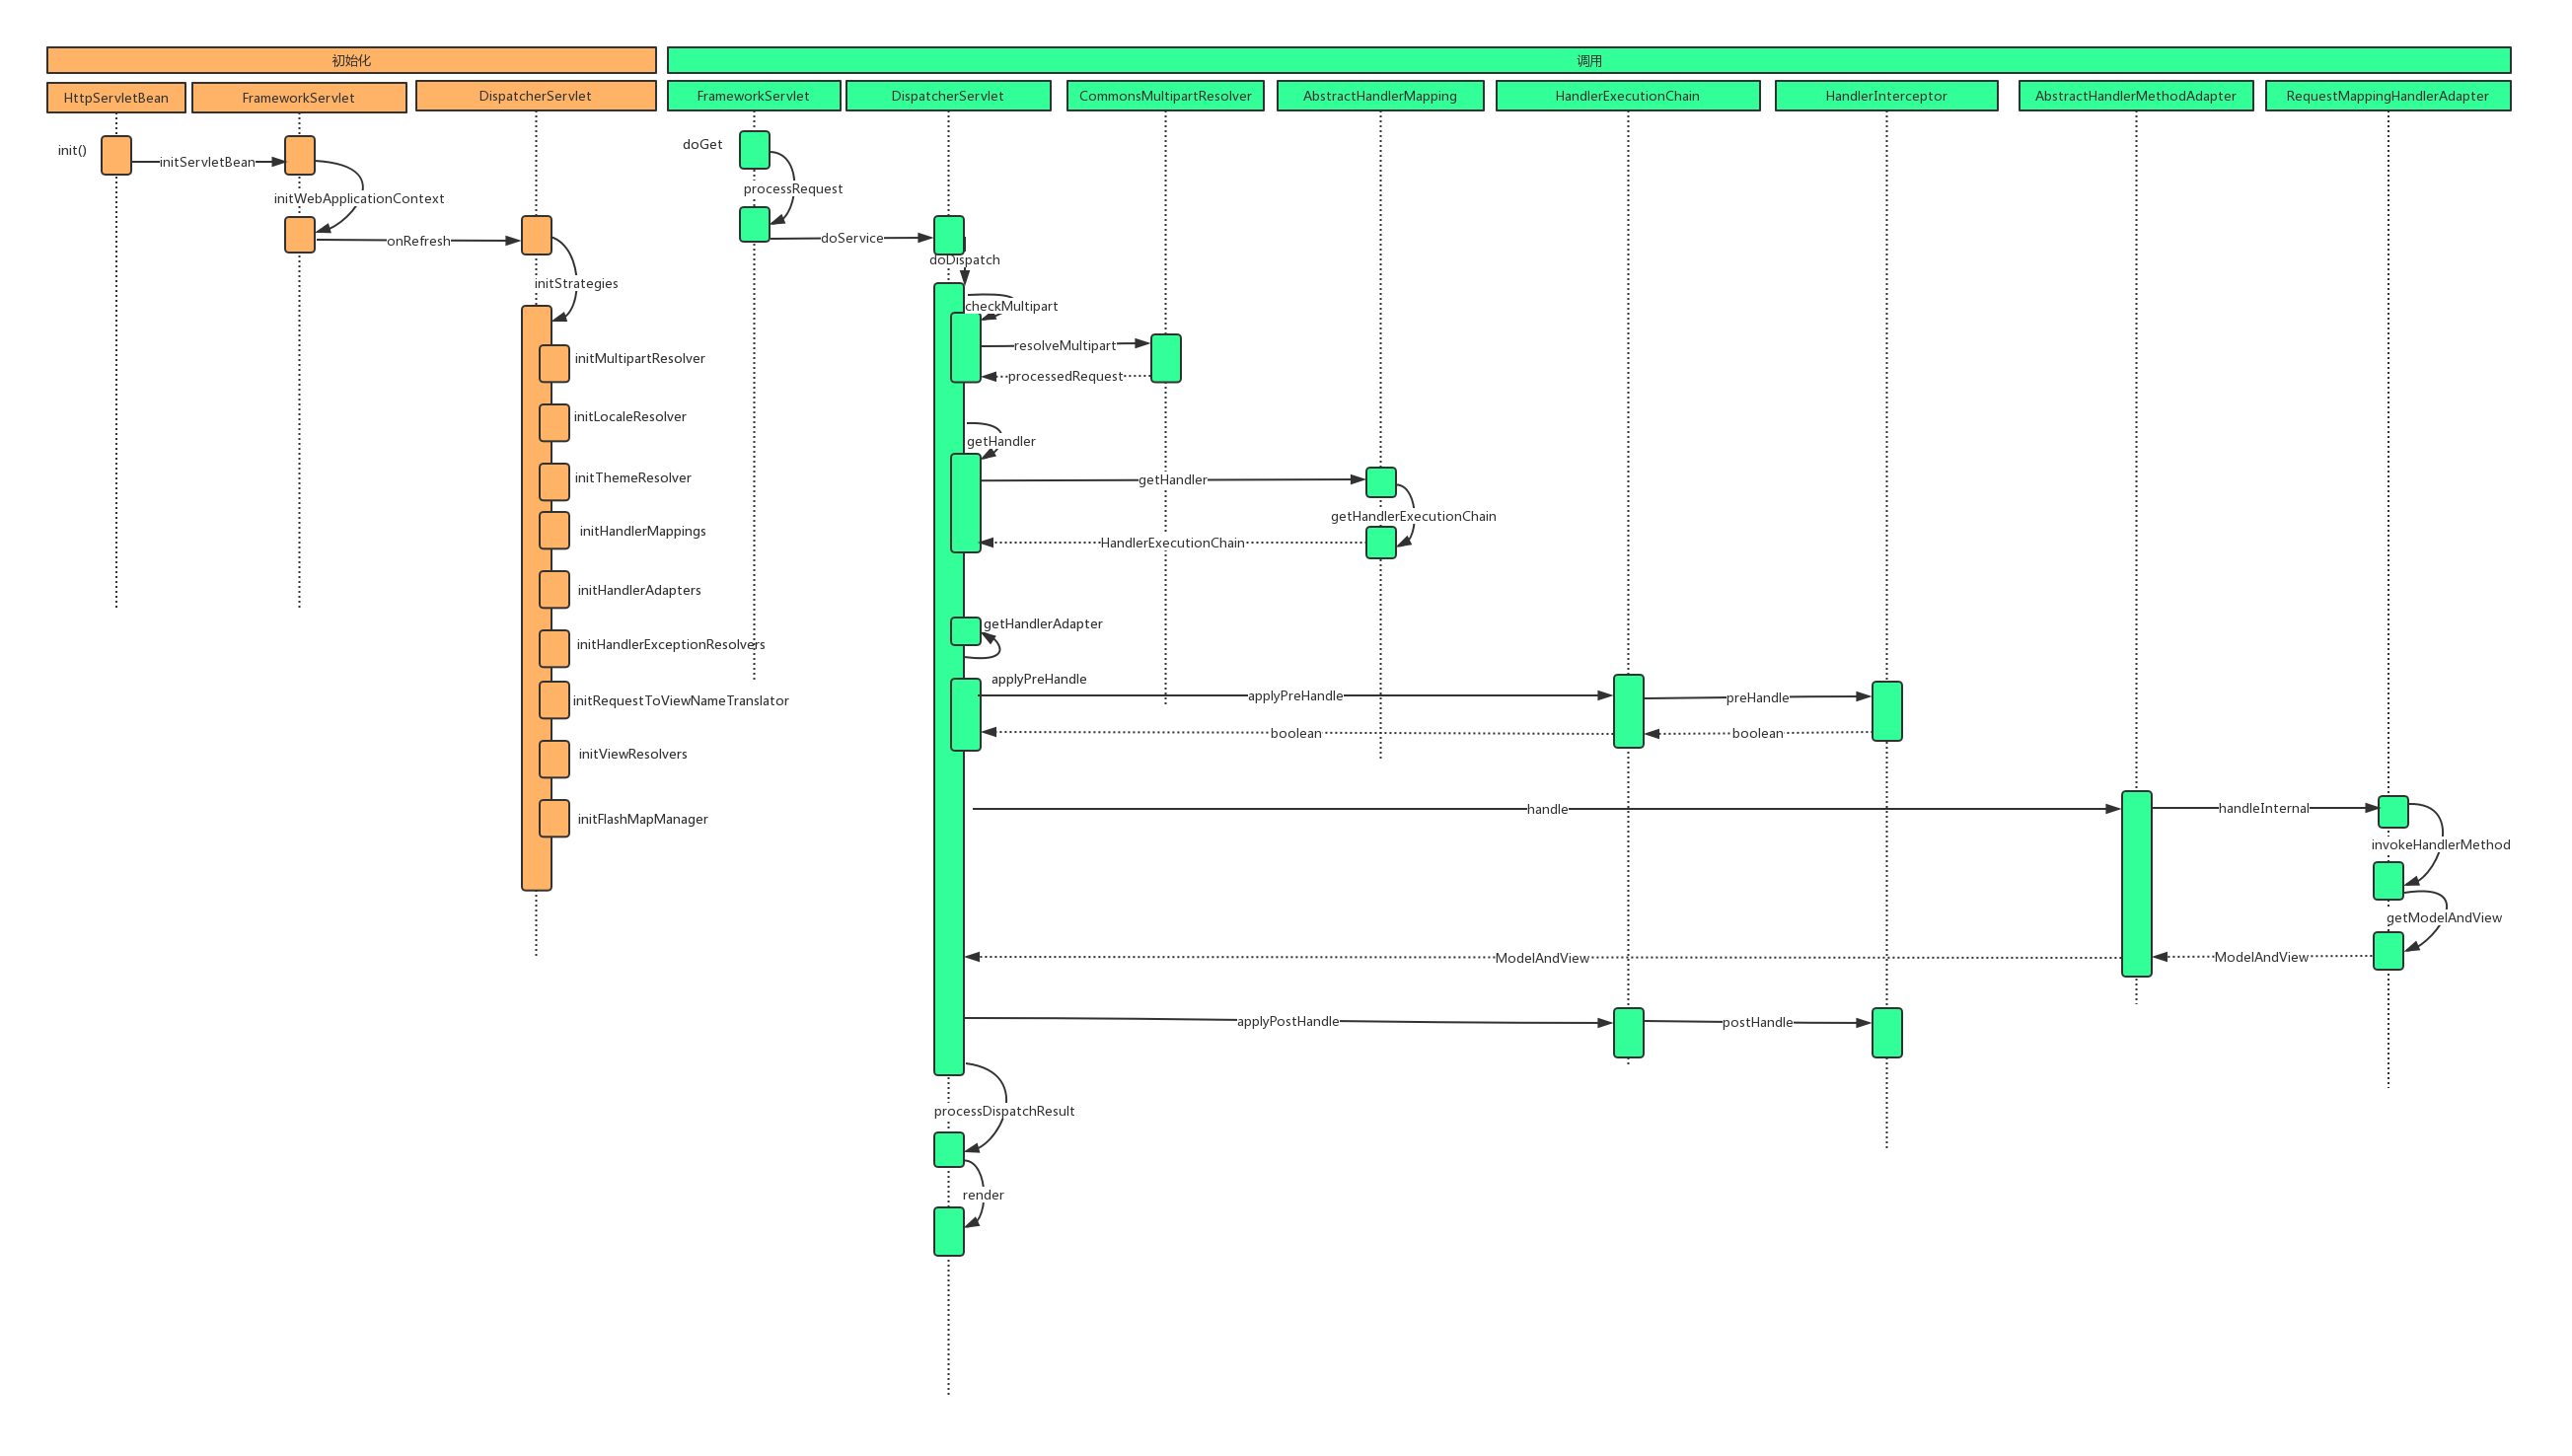 初始化
调用
HttpServletBean
FrameworkServlet
DispatcherServlet
FrameworkServlet
DispatcherServlet
CommonsMultipartResolver
AbstractHandlerMapping
HandlerExecutionChain
HandlerInterceptor
AbstractHandlerMethodAdapter
RequestMappingHandlerAdapter
init()
initServletBean
initWebApplicationContext
onRefresh
initStrategies
initMultipartResolver
initLocaleResolver
initThemeResolver
initHandlerMappings
initHandlerAdapters
initHandlerExceptionResolvers
initRequestToViewNameTranslator
initViewResolvers
initFlashMapManager
doGet
processRequest
doService
doDispatch
checkMultipart
resolveMultipart
processedRequest
getHandler
getHandler
getHandlerExecutionChain
HandlerExecutionChain
getHandlerAdapter
applyPreHandle
applyPreHandle
preHandle
boolean
boolean
handle
handleInternal
invokeHandlerMethod
getModelAndView
ModelAndView
ModelAndView
applyPostHandle
postHandle
processDispatchResult
render